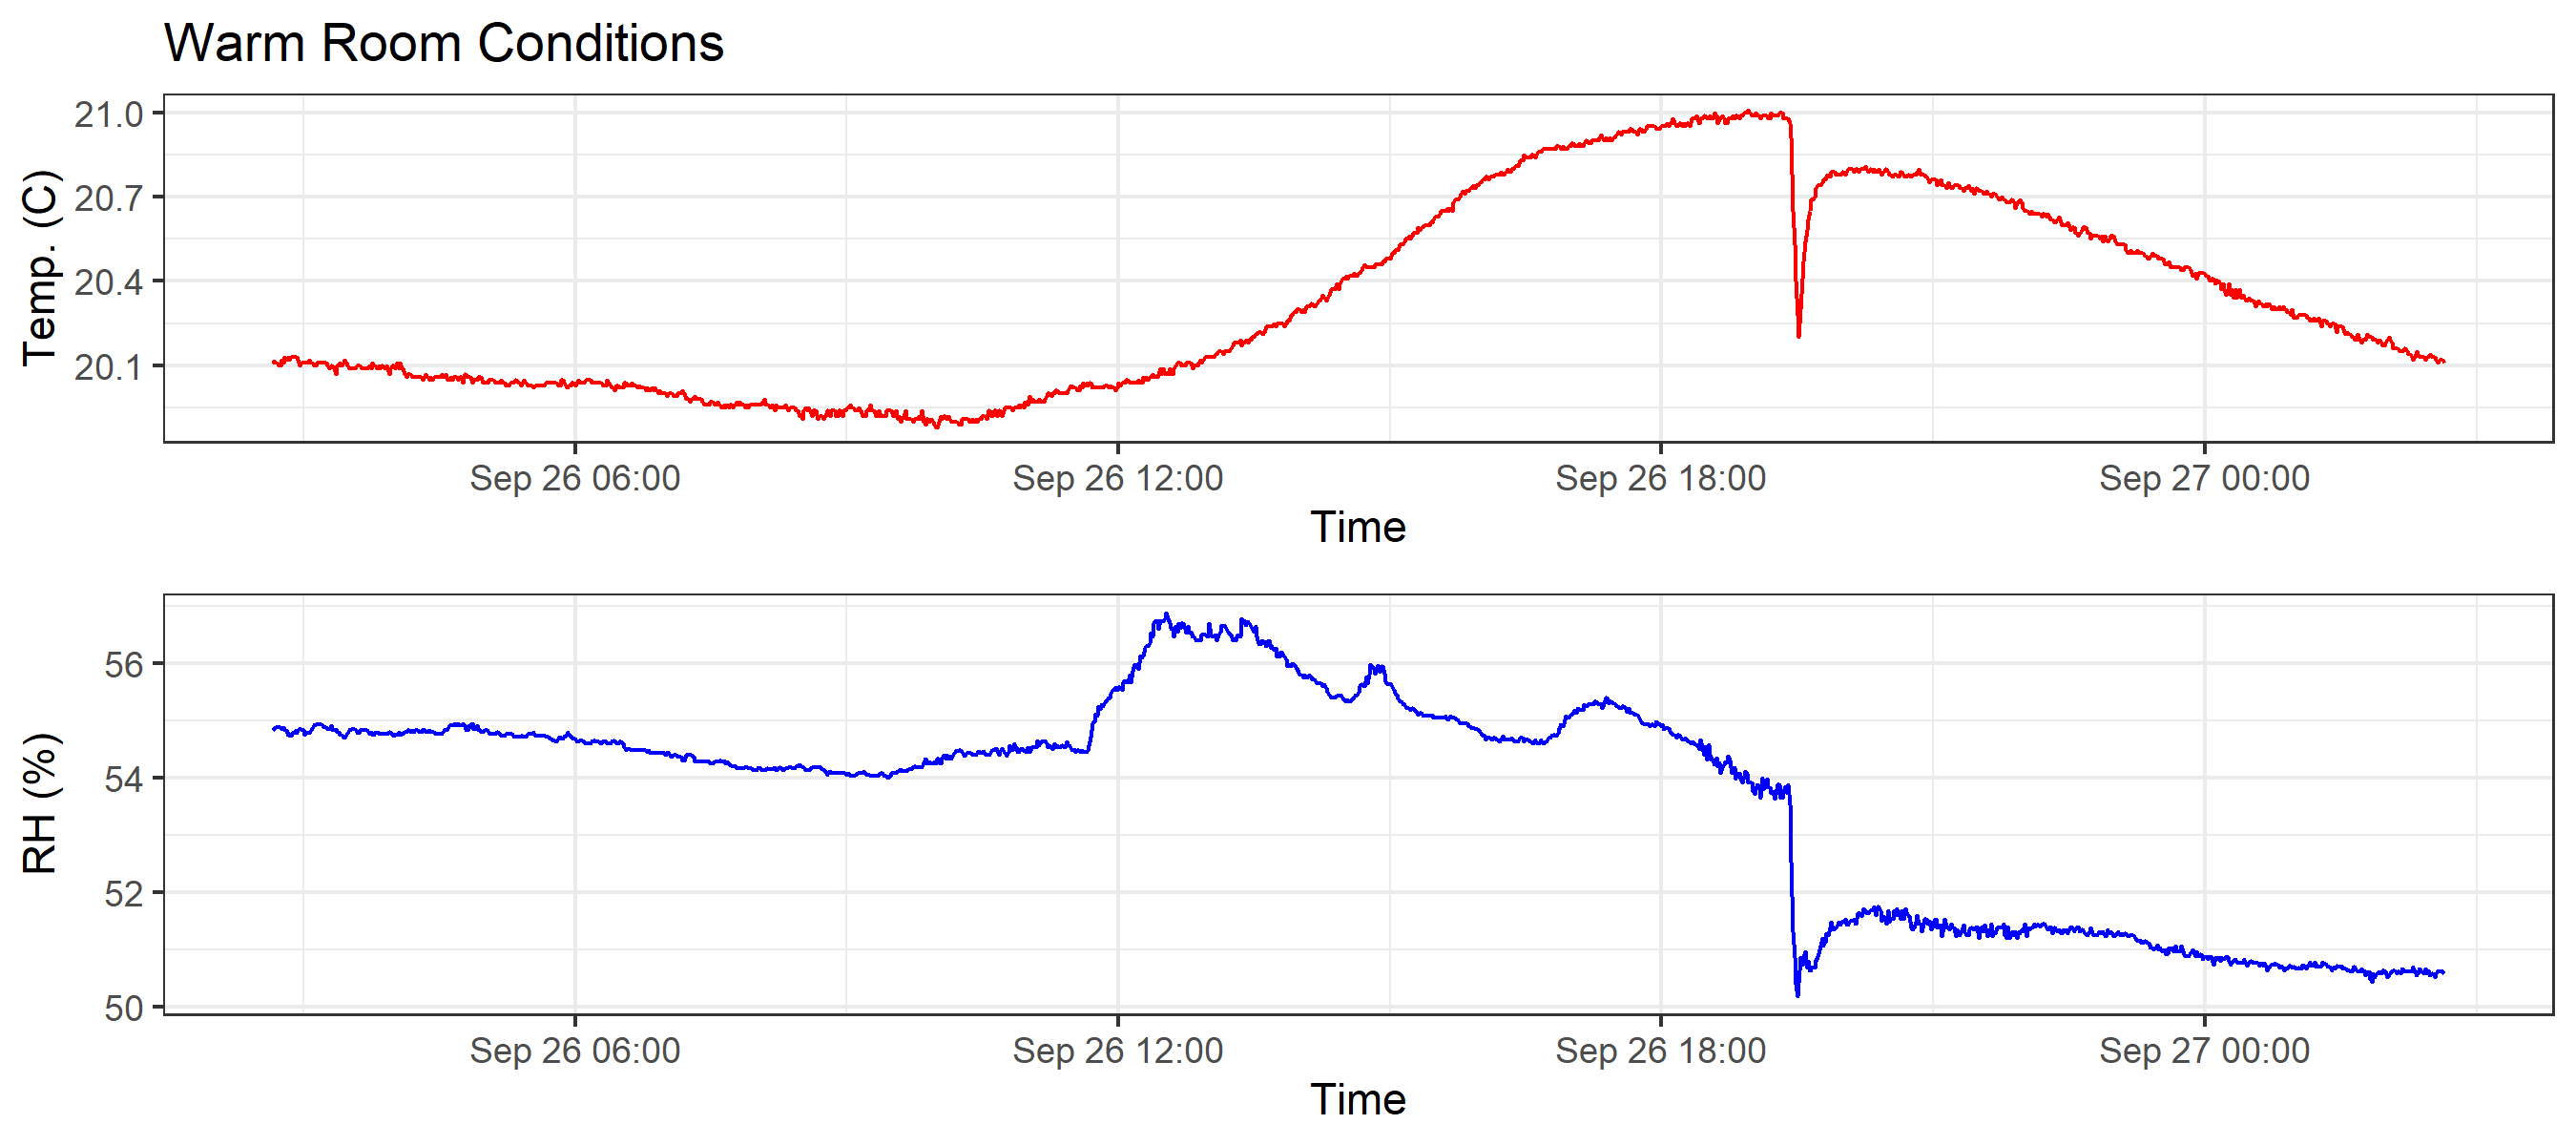 Warm Room Conditions
Temp. (C)
21.0
20.7
20.4
20.1
Sep 26 06:00 Sep 26 12:00 Sep 26 18:00 Sep 27 00:00
Time
RH (%)
56
54
52
50
Sep 26 06:00 Sep 26 12:00 Sep 26 18:00 Sep 27 00:00
Time